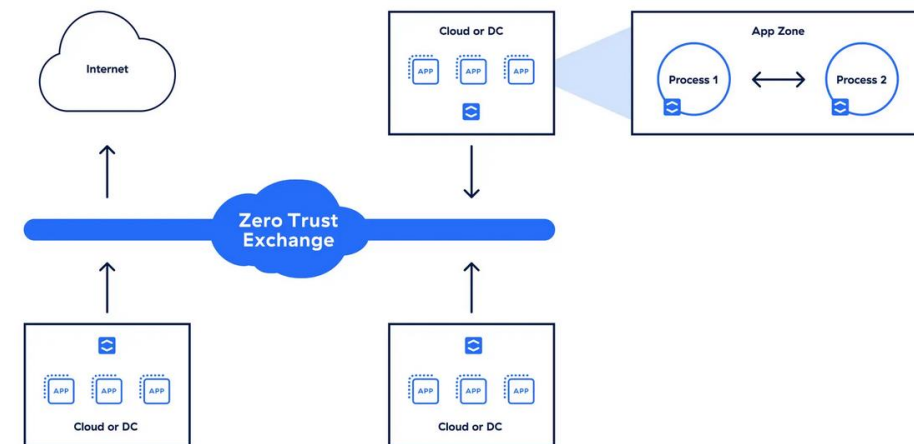 Internet
Cloud or DC
APP APP APP
App Zone
Process 1
Process 2
Zero Trust
Exchange
APP APP APP
Cloud or DC
APP APP APP
Cloud or DC